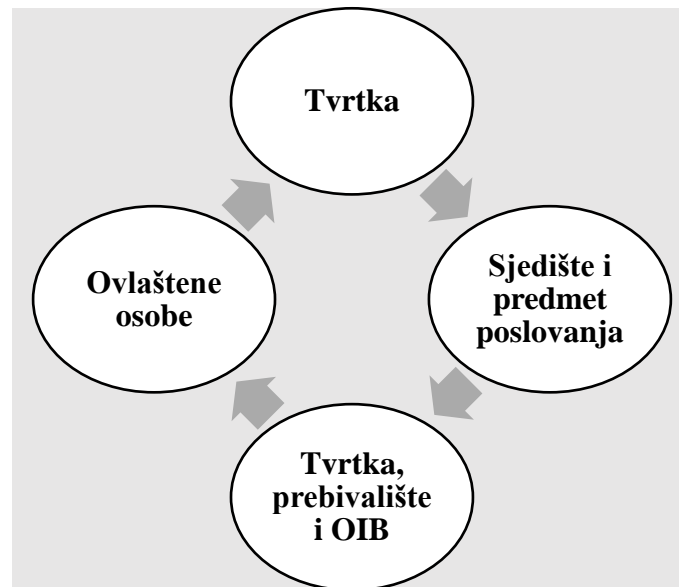 Tvrtka
Sjedište i
predmet
poslovanja
Tvrtka,
prebivalište
i OIB
Ovlaštene
osobe